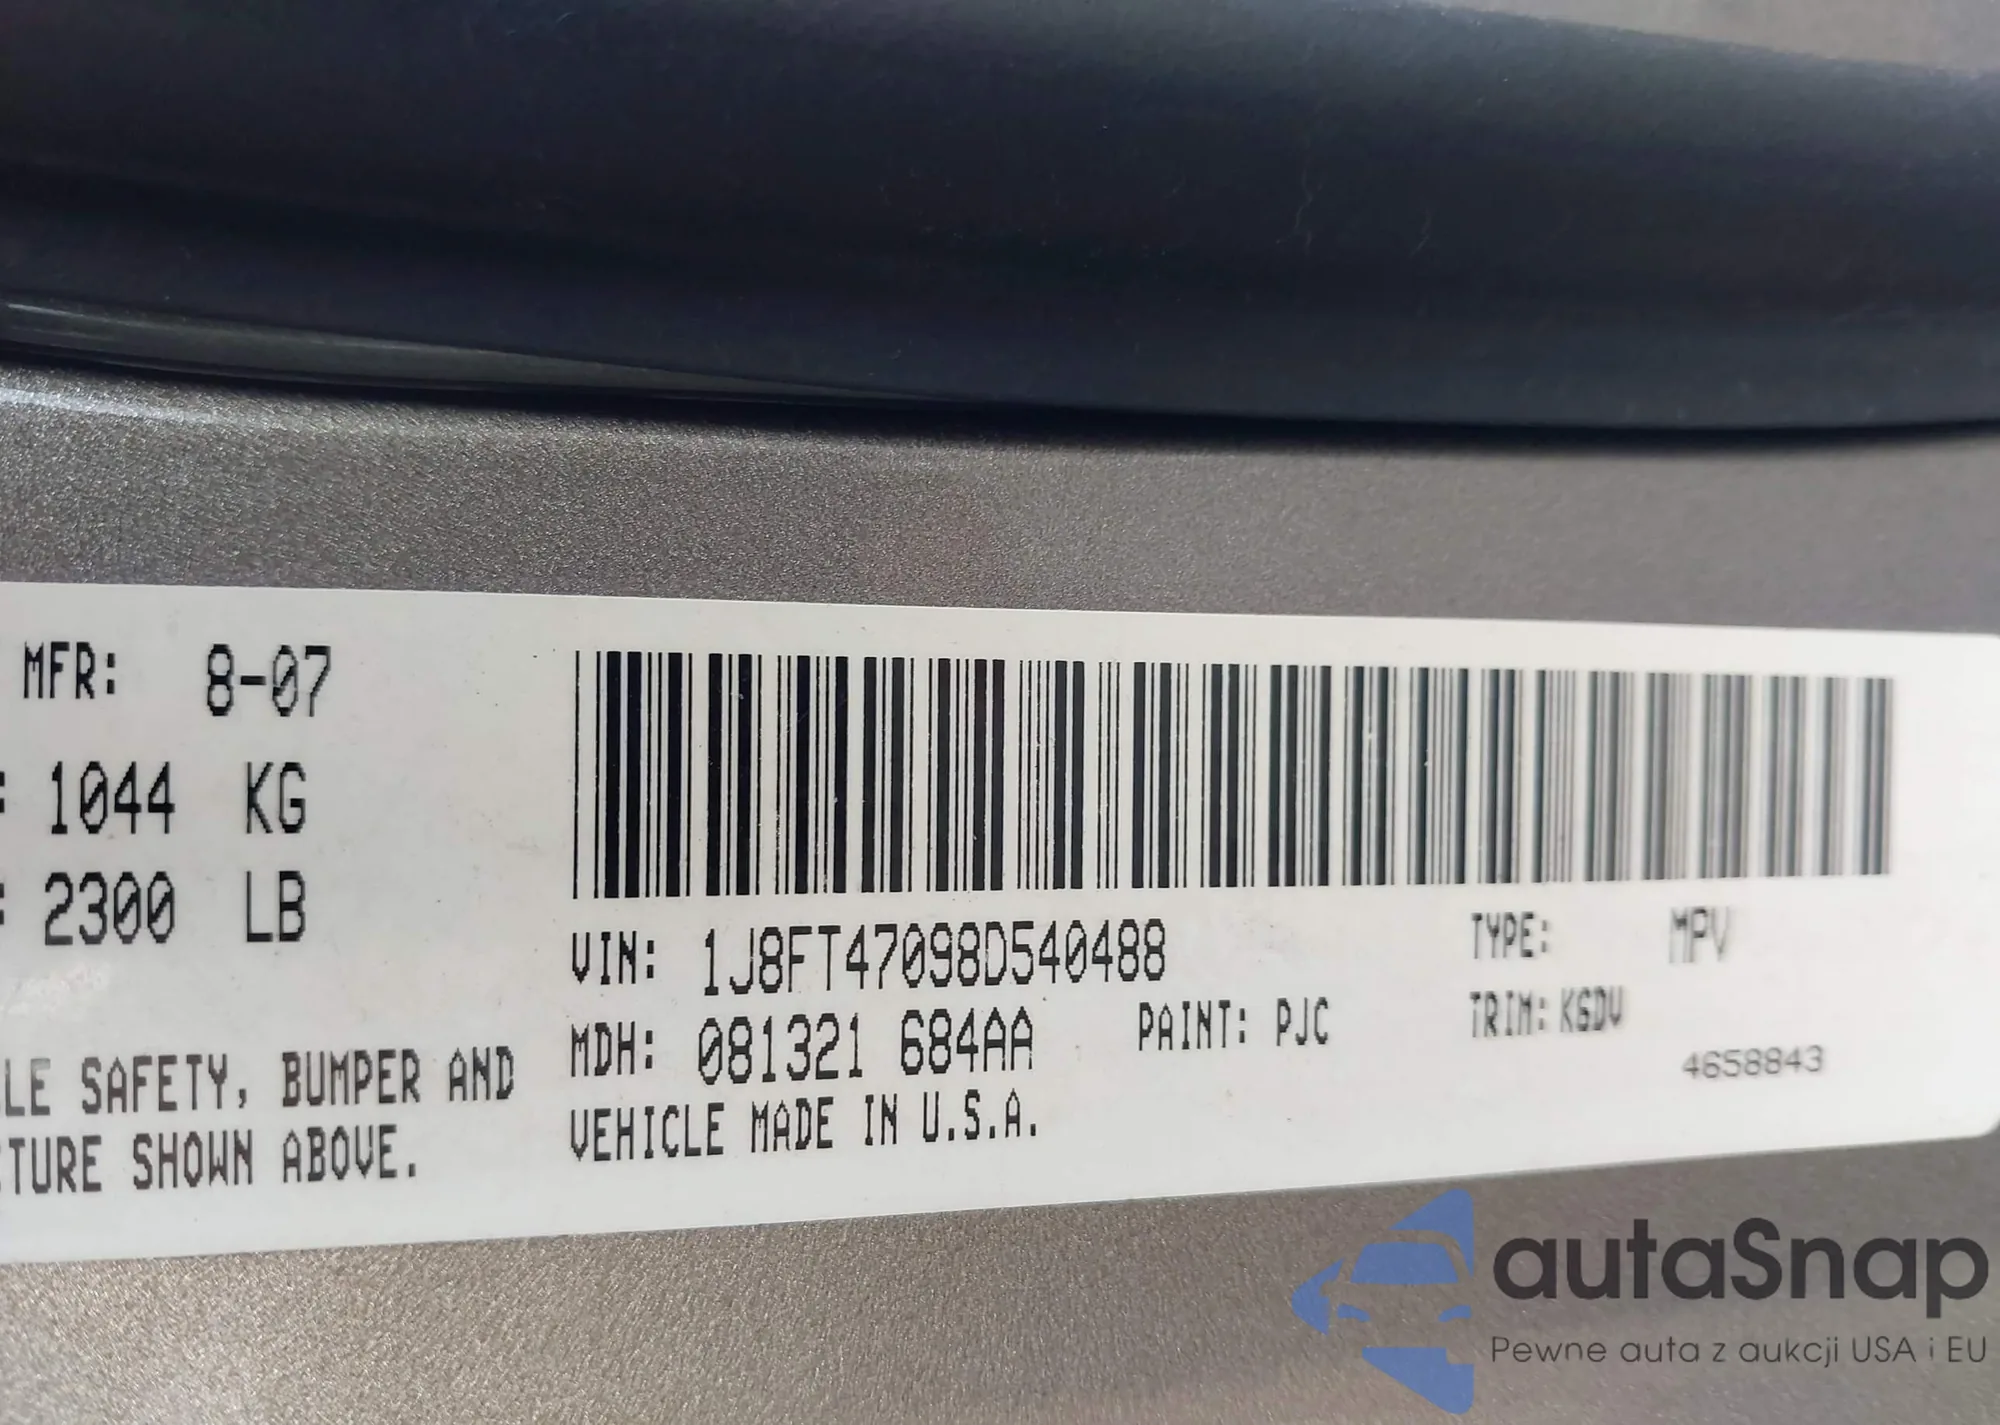 MFR: 8-07
: 1044 KG
: 2300 LB
LE SAFETY, BUMPER AND
CTURE SHOWN ABOVE.
VIN: 1J8FT47098D540488
TYPE: MPV
MDH: 081321 684AA
PAINT: PJC
TRIM: KGDV
VEHICLE MADE IN U.S.A.
4658843
autaSnap
Pewne auta z aukcji USA i EU